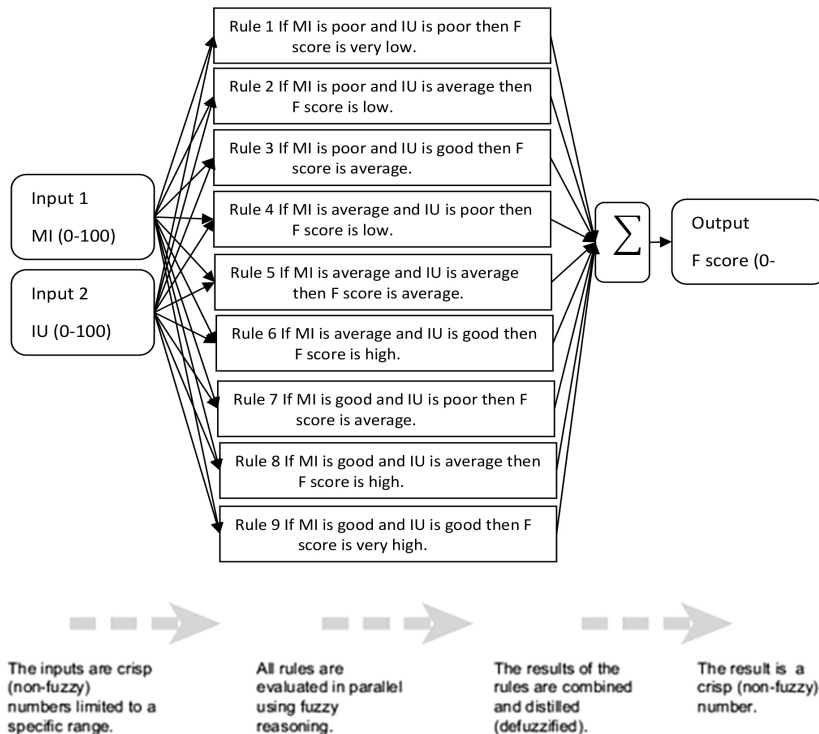 Rule 1 If MI is poor and IU is poor then F
score is very low.
Rule 2 If MI is poor and IU is average then
F score is low.
Rule 3 If MI is poor and IU is good then F
score is average.
Rule 4 If MI is average and IU is poor then
F score is low.
Rule 5 If MI is average and IU is average
then F score is average.
Rule 6 If MI is average and IU is good then
F score is high.
Rule 7 If MI is good and IU is poor then F
score is average.
Rule 8 If MI is good and IU is average then
F score is high.
Rule 9 If MI is good and IU is good then F
score is very high.
Input 1
MI (0-100)
Input 2
IU (0-100)
∑
Output
F score (0-
The inputs are crisp
(non-fuzzy)
numbers limited to a
specific range.
All rules are
evaluated in parallel
using fuzzy
reasoning.
The results of the
rules are combined
and distilled
(defuzzified).
The result is a
crisp (non-fuzzy)
number.